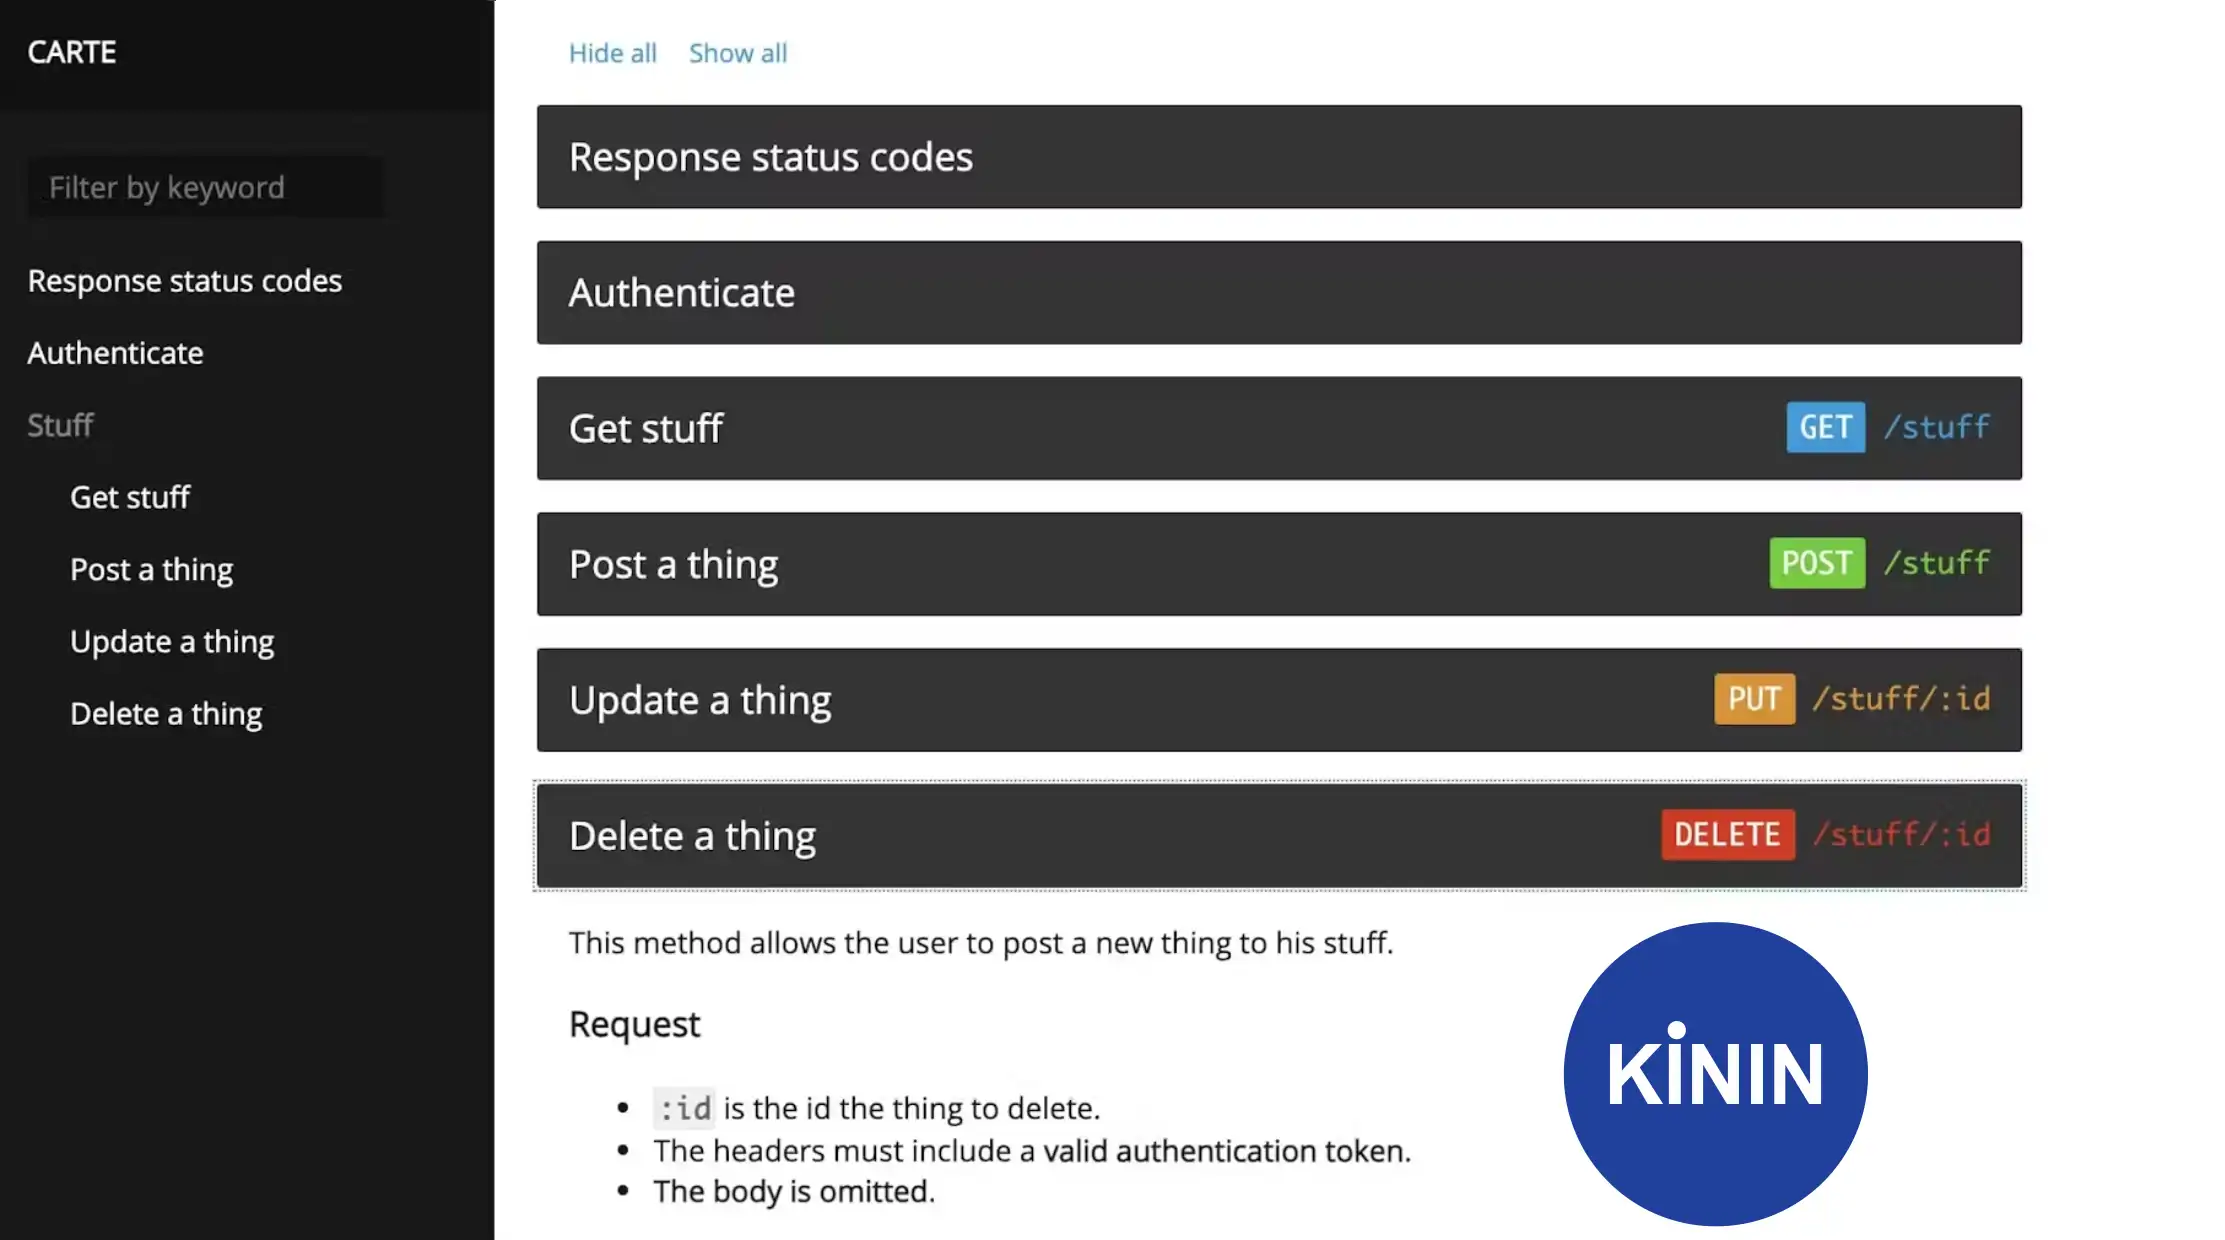 CARTE
Filter by keyword
Response status codes
Authenticate
Stuff
Get stuff
Post a thing
Update a thing
Delete a thing
Hide all Show all
Response status codes
Authenticate
Get stuff GET /stuff
Post a thing POST /stuff
Update a thing PUT /stuff/:id
Delete a thing DELETE /stuff/:id
This method allows the user to post a new thing to his stuff.
Request
:id is the id the thing to delete.
The headers must include a valid authentication token.
The body is omitted.
KİNIN